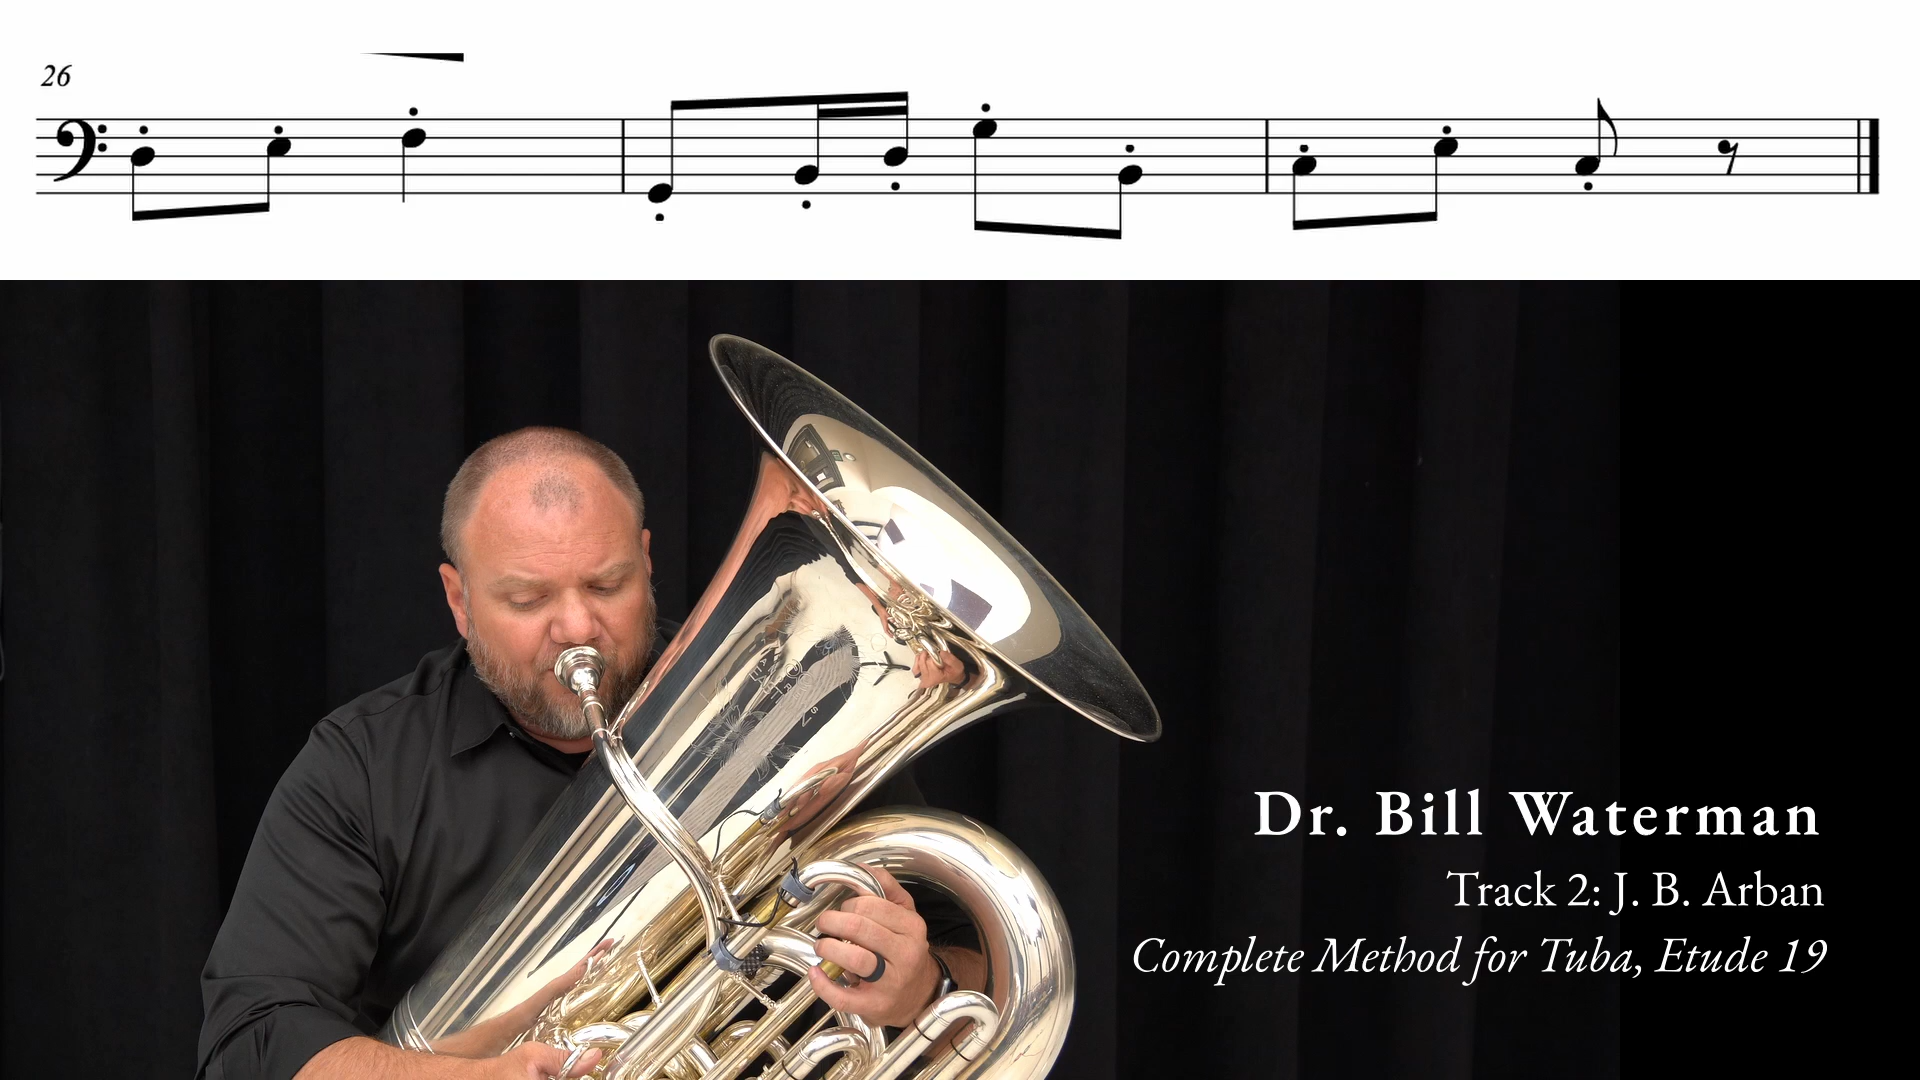 26
Dr. Bill Waterman
Track 2: J. B. Arban
Complete Method for Tuba, Etude 19